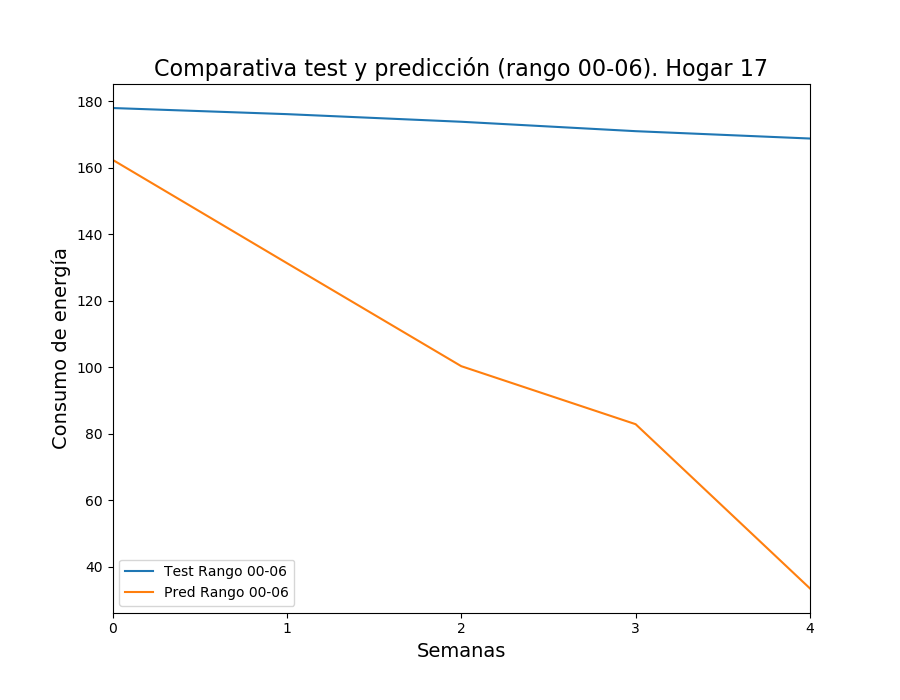 Comparativa test y predicción (rango 00-06). Hogar 17
Consumo de energía
180
160
140
120
100
80
60
40
Test Rango 00-06
Pred Rango 00-06
0 1 2 3 4
Semanas